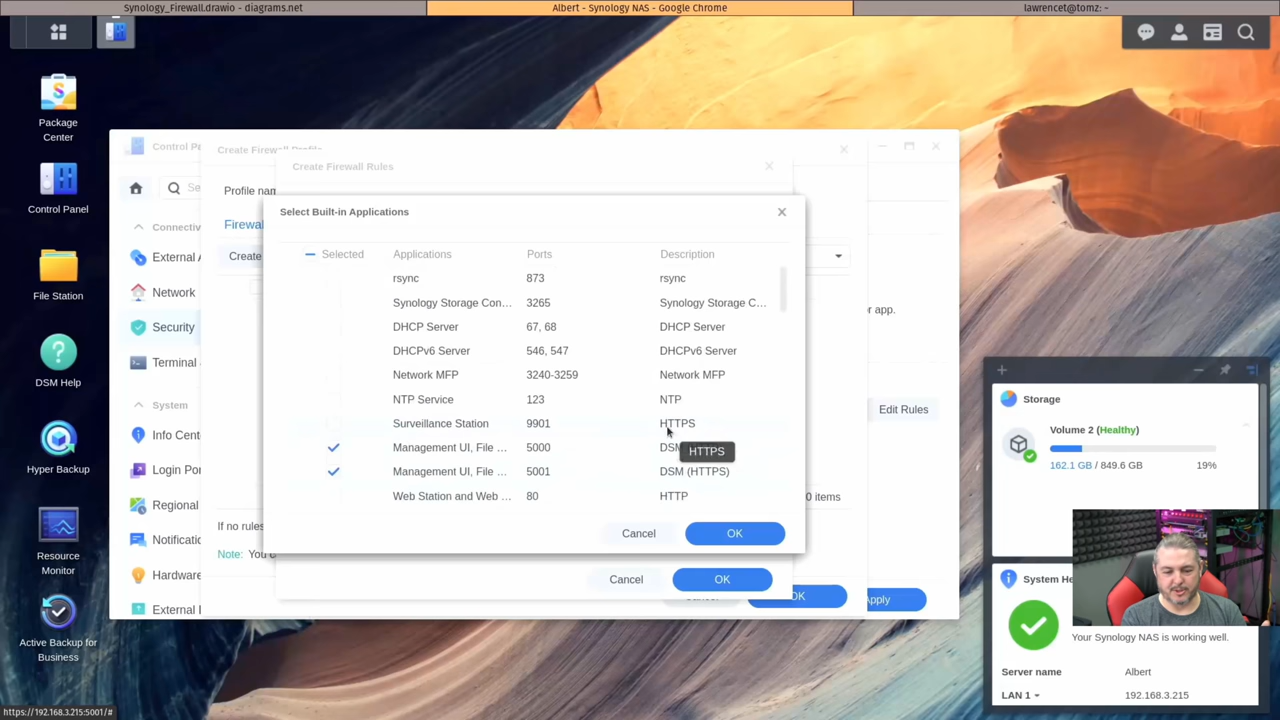 Synology_Firewall.drawio - diagrams.net
Albert - Synology NAS - Google Chrome
lawrencet@tomz: ~
Package
Center
Control Panel
File Station
DSM Help
Hyper Backup
Resource
Monitor
Active Backup for
Business
Control Pa
Se
Connectiv
External A
Network
Security
Terminal
System
Info Cent
Login Por
Regional
Notificatio
Hardware
External
Create Firewall Profile
Profile nam
Firewal
Create
r app.
Edit Rules
0 items
If no rules
Note: You c
OK
Apply
Create Firewall Rules
Cancel
OK
Select Built-in Applications
Selected Applications Ports Description
rsync 873 rsync
Synology Storage Con... 3265 Synology Storage C...
DHCP Server 67, 68 DHCP Server
DHCPv6 Server 546, 547 DHCPv6 Server
Network MFP 3240-3259 Network MFP
NTP Service 123 NTP
Surveillance Station 9901 HTTPS
Management UI, File ... 5000 DSM
HTTPS
Management UI, File ... 5001 DSM (HTTPS)
Web Station and Web ... 80 HTTP
Cancel
OK
Storage
Volume 2 (Healthy)
162.1 GB / 849.6 GB 19%
System He
Your Synology NAS is working well.
Server name Albert
LAN 1 192.168.3.215
https://192.168.3.215:5001/#